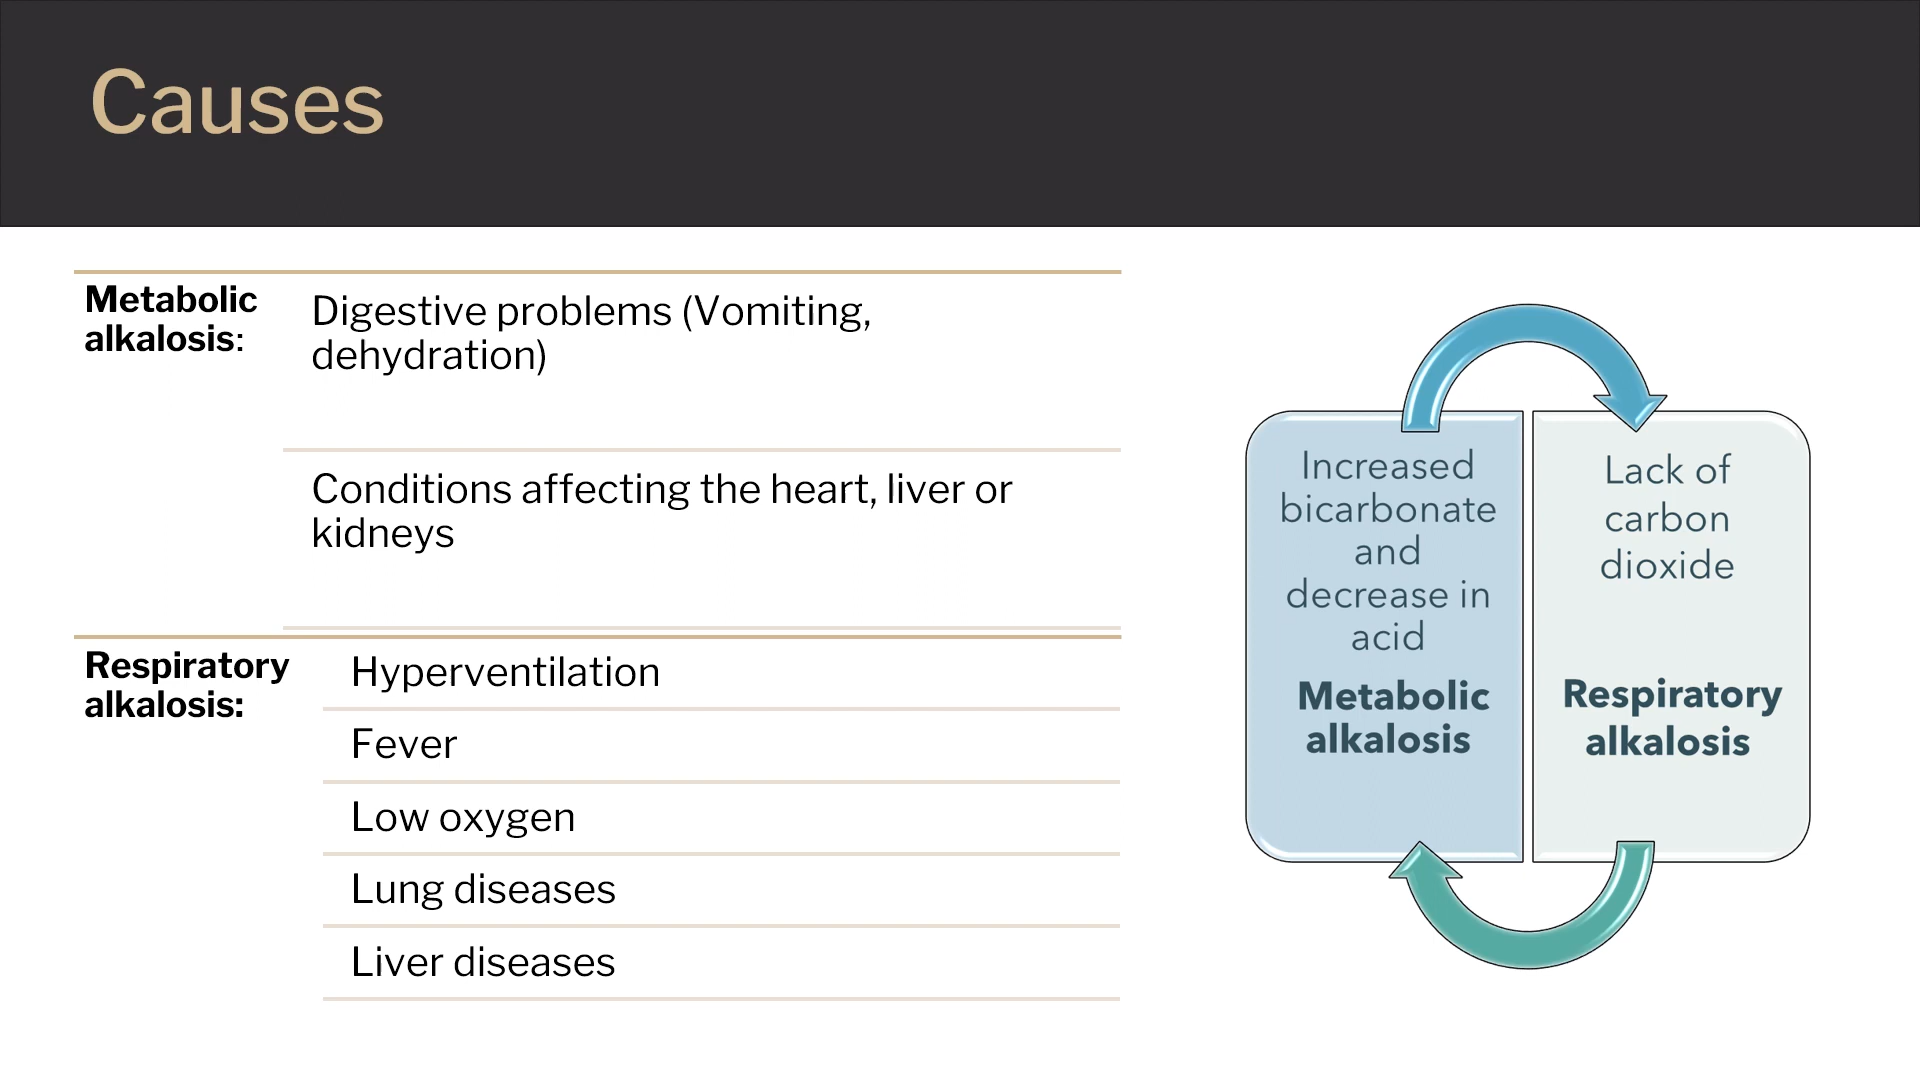 Causes
Metabolic
alkalosis:
Digestive problems (Vomiting,
dehydration)
Conditions affecting the heart, liver or
kidneys
Respiratory
alkalosis:
Hyperventilation
Fever
Low oxygen
Lung diseases
Liver diseases
Increased
bicarbonate
and
decrease in
acid
Metabolic
alkalosis
Lack of
carbon
dioxide
Respiratory
alkalosis